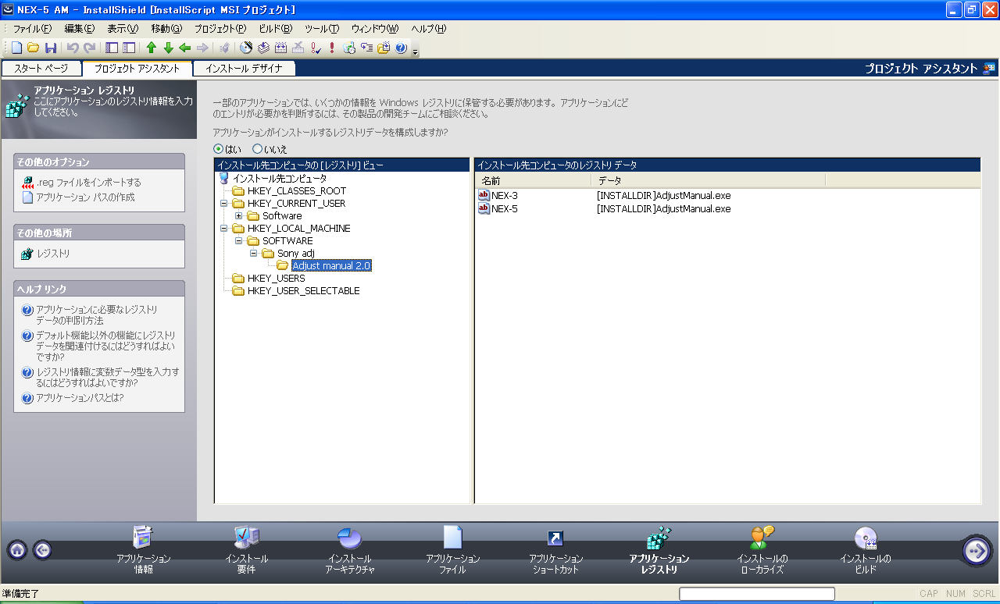 NEX-5 AM - InstallShield [InstallScript MSI プロジェクト]
ファイル(F) 編集(E) 表示(V) 移動(G) プロジェクト(P) ビルド(B) ツール(T) ウィンドウ(W) ヘルプ(H)
スタート ページ プロジェクト アシスタント インストール デザイナ プロジェクト アシスタント
アプリケーション レジストリ
ここにアプリケーションのレジストリ情報を入力
してください。
その他のオプション
.reg ファイルをインポートする
アプリケーション パスの作成
その他の場所
レジストリ
ヘルプ リンク
アプリケーションに必要なレジストリ
データの判別方法
デフォルト機能以外の機能にレジストリ
データを関連付けるにはどうすればよい
ですか?
レジストリ情報に変数データ型を入力す
るにはどうすればよいですか?
アプリケーションパスとは?
一部のアプリケーションでは、いくつかの情報を Windows レジストリに保管する必要があります。 アプリケーションにど
のエントリが必要かを判断するには、その製品の開発チームにご相談ください。
アプリケーションがインストールするレジストリデータを構成しますか?
はい いいえ
インストール先コンピュータの [レジストリ] ビュー
インストール先コンピュータ
HKEY_CLASSES_ROOT
HKEY_CURRENT_USER
Software
HKEY_LOCAL_MACHINE
SOFTWARE
Sony adj
Adjust manual 2.0
HKEY_USERS
HKEY_USER_SELECTABLE
インストール先コンピュータのレジストリ データ
名前 データ
ab NEX-3 [INSTALLDIR]AdjustManual.exe
ab NEX-5 [INSTALLDIR]AdjustManual.exe
アプリケーション
情報
インストール
要件
インストール
アーキテクチャ
アプリケーション
ファイル
アプリケーション
ショートカット
アプリケーション
レジストリ
インストールの
ローカライズ
インストールの
ビルド
準備完了 CAP NUM SCRL